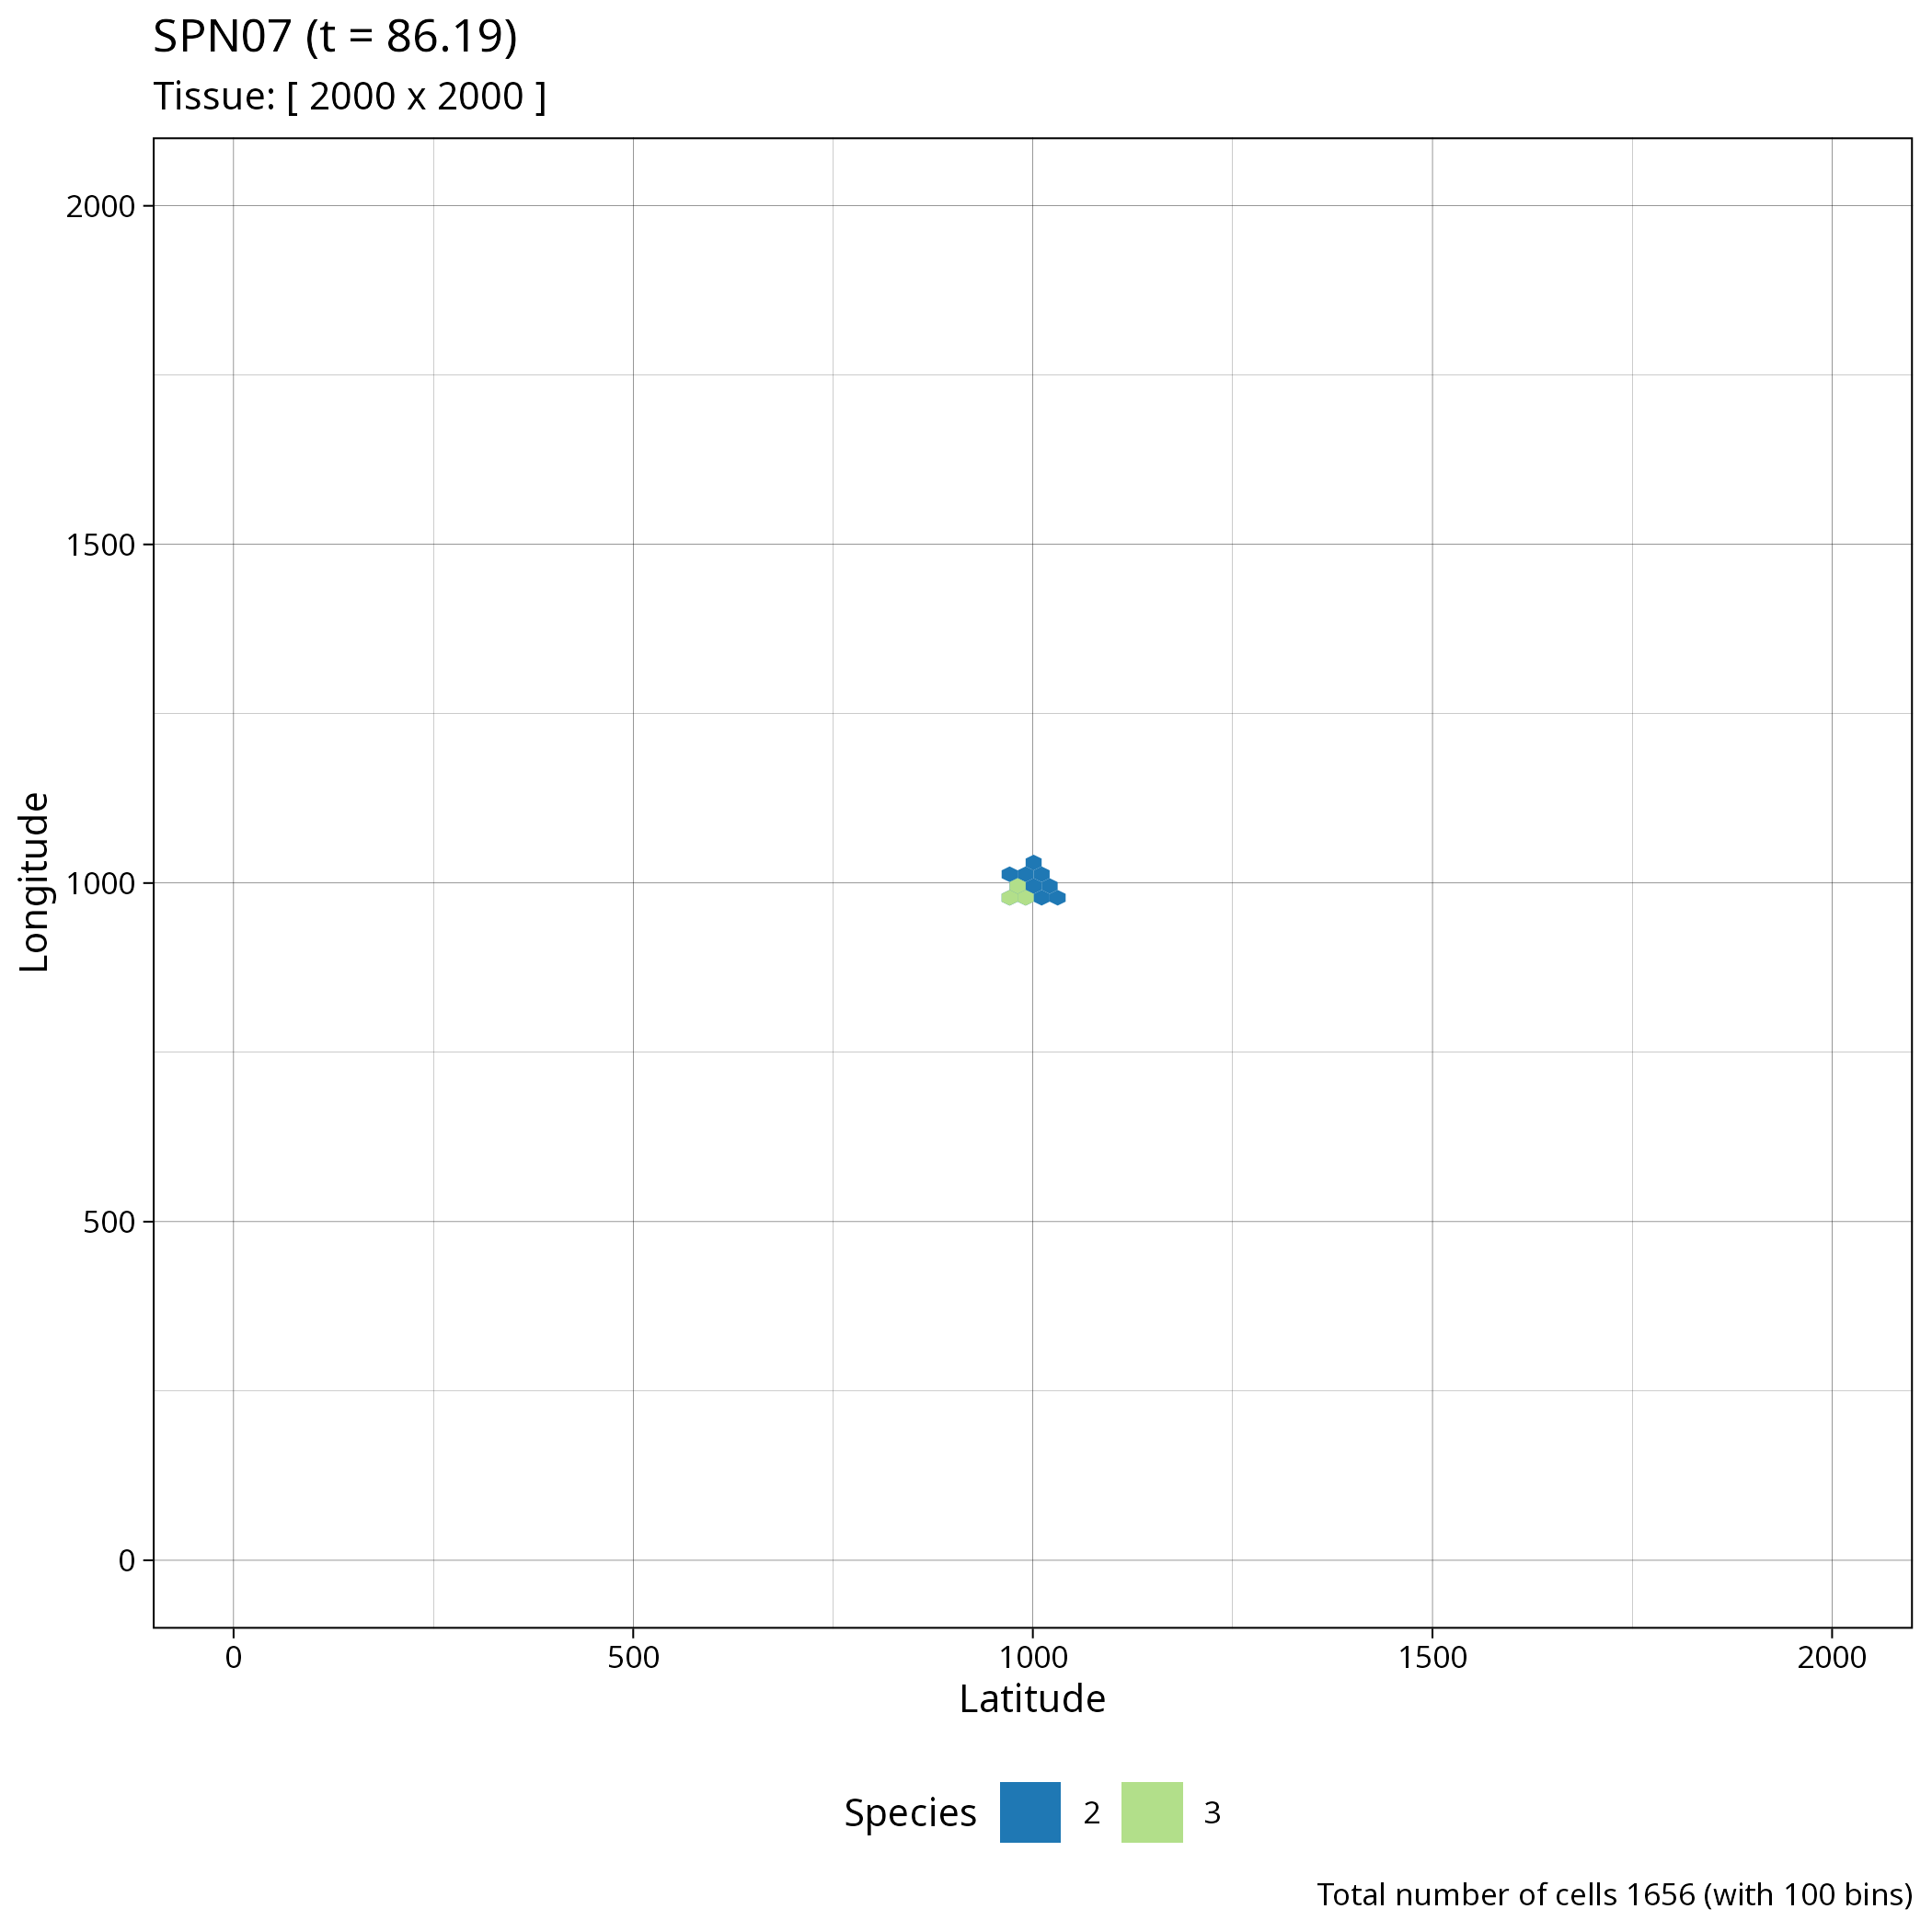 SPN07 (t = 86.19)
Tissue: [ 2000 x 2000 ]
Longitude
2000
1500
1000
500
0
0 500 1000 1500 2000
Latitude
Species 2 3
Total number of cells 1656 (with 100 bins)